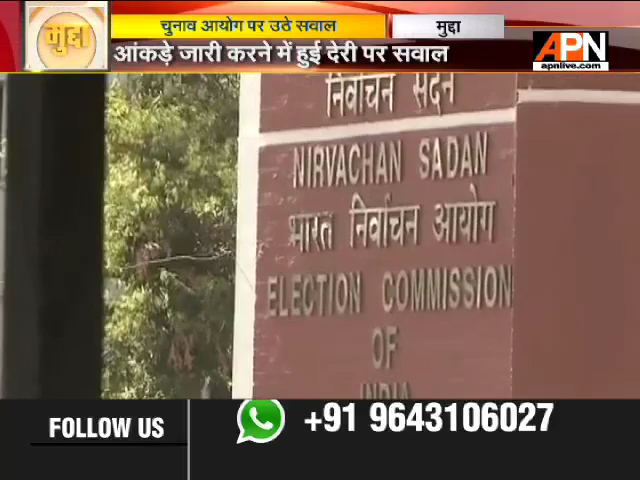 मुद्दा
चुनाव आयोग पर उठे सवाल
मुद्दा
आंकड़े जारी करने में हुई देरी पर सवाल
APN
apnlive.com
निर्वाचन सदन
NIRVACHAN SADAN
भारत निर्वाचन आयोग
ELECTION COMMISSION
OF
INDIA
FOLLOW US
+91 9643106027